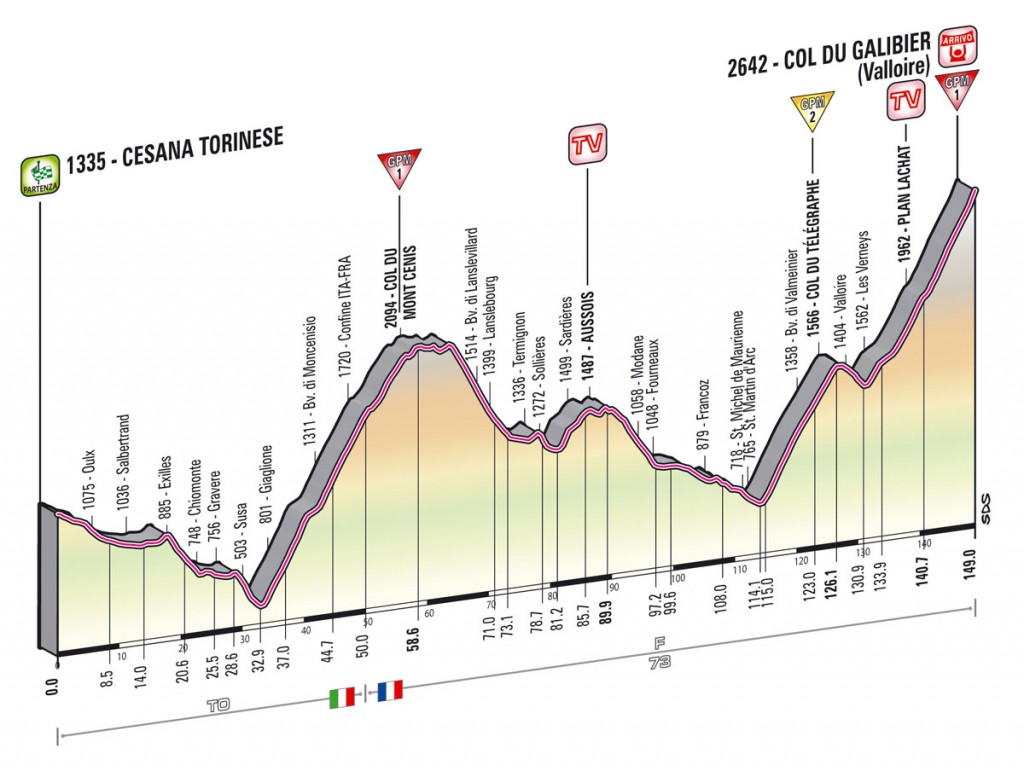 2642 - COL DU GALIBIER
(Valloire)
ARRIVO
GPM
1
TV
GPM
2
TV
GPM
1
PARTENZA
1335 - CESANA TORINESE
1075 - Oulx
1036 - Salbertrand
885 - Exilles
748 - Chiomonte
756 - Gravere
503 - Susa
801 - Giaglione
1311 - Bv. di Moncenisio
1720 - Confine ITA-FRA
2094 - COL DU
MONT CENIS
1514 - Bv. di Lanslevillard
1399 - Lanslebourg
1336 - Termignon
1272 - Sollières
1499 - Sardières
1487 - AUSSOIS
1058 - Modane
1048 - Fourneaux
879 - Francoz
718 - St. Michel de Maurienne
765 - St. Martin d'Arc
1358 - Bv. di Valmeinier
1566 - COL DU TÉLÉGRAPHE
1404 - Valloire
1562 - Les Verneys
1962 - PLAN LACHAT
SDS
10
20
30
40
50
60
70
80
90
100
110
120
130
140
0.0
8.5
14.0
20.6
25.5
28.6
32.9
37.0
44.7
50.0
58.6
71.0
73.1
78.7
81.2
85.7
89.9
97.2
99.6
108.0
114.0
115.0
123.0
126.1
130.9
133.9
140.7
149.0
TO
F
73